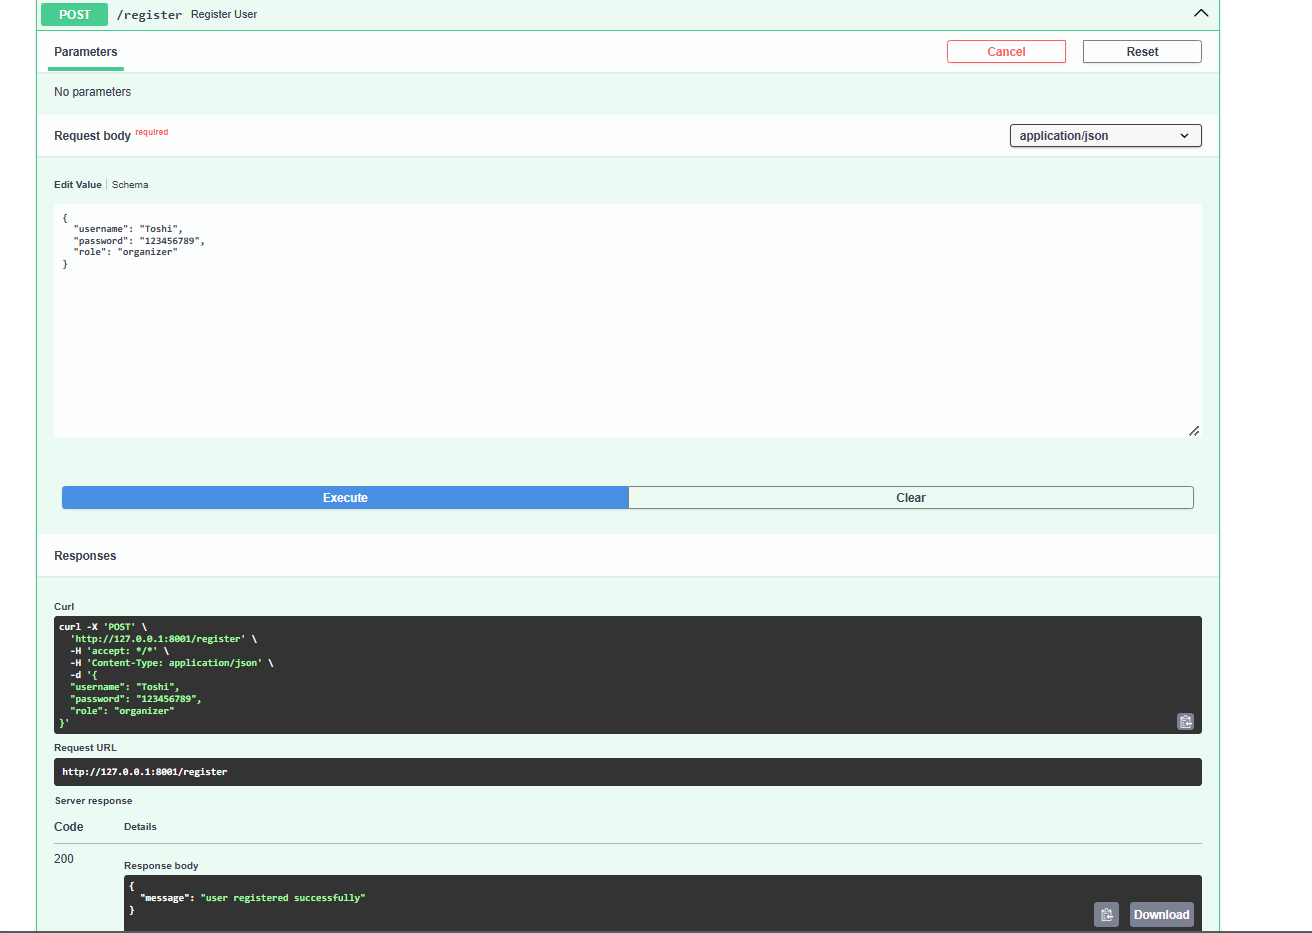 POST /register Register User
Parameters
Cancel
Reset
No parameters
Request body required
application/json
Edit Value | Schema
{
  "username": "Toshi",
  "password": "123456789",
  "role": "organizer"
}
Execute
Clear
Responses
Curl
curl -X 'POST' \
  'http://127.0.0.1:8001/register' \
  -H 'accept: */*' \
  -H 'Content-Type: application/json' \
  -d '{
  "username": "Toshi",
  "password": "123456789",
  "role": "organizer"
}'
Request URL
http://127.0.0.1:8001/register
Server response
Code Details
200
Response body
{
  "message": "user registered successfully"
}
Download